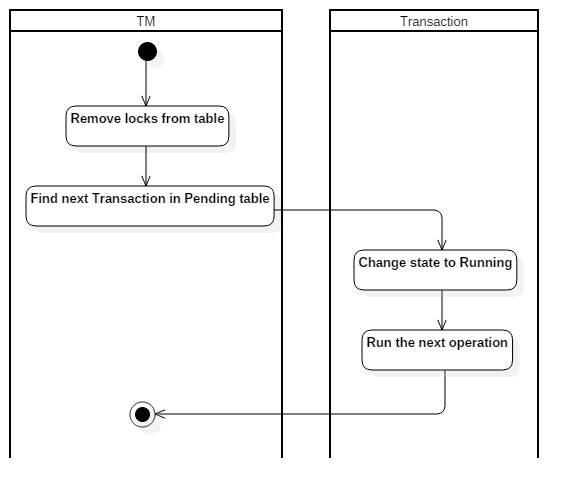 TM
Transaction
Remove locks from table
Find next Transaction in Pending table
Change state to Running
Run the next operation